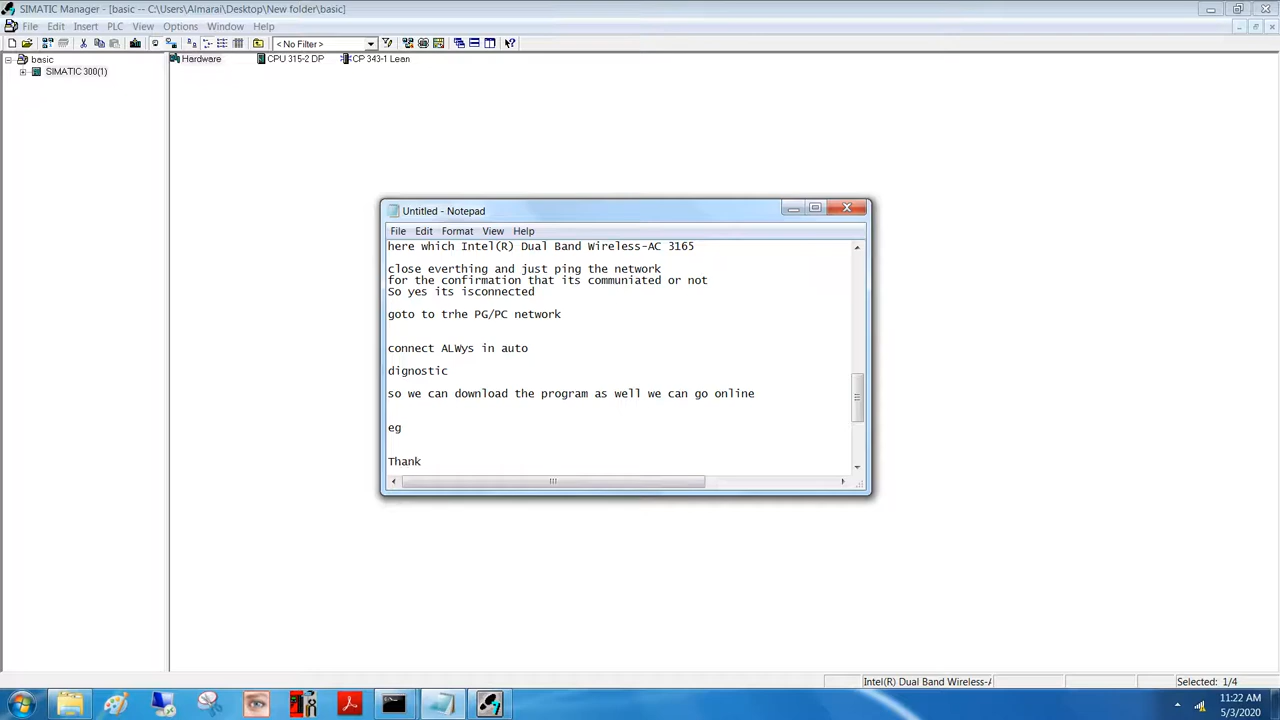 SIMATIC Manager - [basic -- C:\Users\Almarai\Desktop\New folder\basic]
File Edit Insert PLC View Options Window Help
< No Filter >
basic
SIMATIC 300(1)
Hardware CPU 315-2 DP CP 343-1 Lean
Untitled - Notepad
File Edit Format View Help
here which Intel(R) Dual Band Wireless-AC 3165
close everthing and just ping the network
for the confirmation that its communiated or not
So yes its isconnected
goto to trhe PG/PC network
connect ALWys in auto
dignostic
so we can download the program as well we can go online
eg
Thank
Intel(R) Dual Band Wireless-A
Selected: 1/4
11:22 AM
5/3/2020